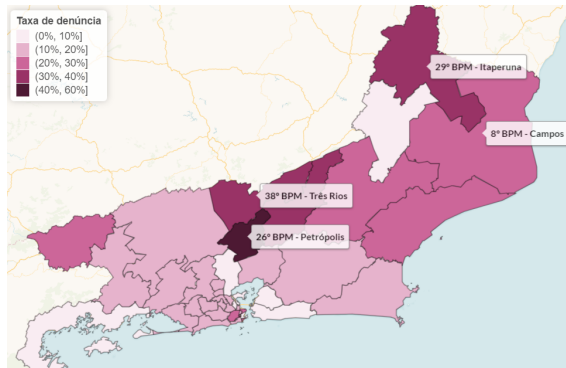 Taxa de denúncia
(0%, 10%]
(10%, 20%]
(20%, 30%]
(30%, 40%]
(40%, 60%]
29º BPM - Itaperuna
8º BPM - Campos
38º BPM - Três Rios
26º BPM - Petrópolis